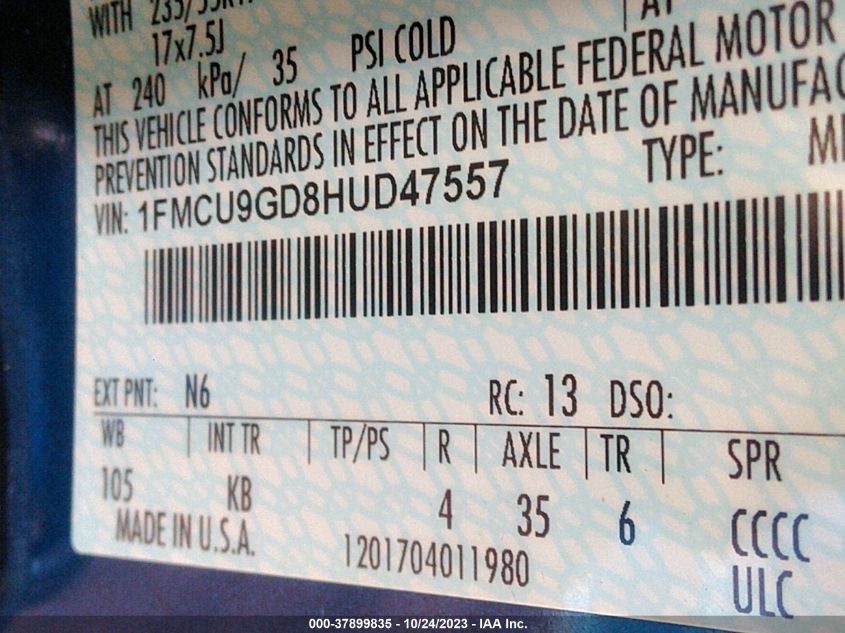 WITH 235/55R17
17x7.5J AT
AT 240 kPa/ 35 PSI COLD
THIS VEHICLE CONFORMS TO ALL APPLICABLE FEDERAL MOTOR
PREVENTION STANDARDS IN EFFECT ON THE DATE OF MANUFAC
VIN: 1FMCU9GD8HUD47557 TYPE:
EXT PNT: N6 RC: 13 DSO:
WB INT TR TP/PS R AXLE TR SPR
105 KB 4 35 6 CCCC
MADE IN U.S.A. 1201704011980 ULC
000-37899835 - 10/24/2023 - IAA Inc.